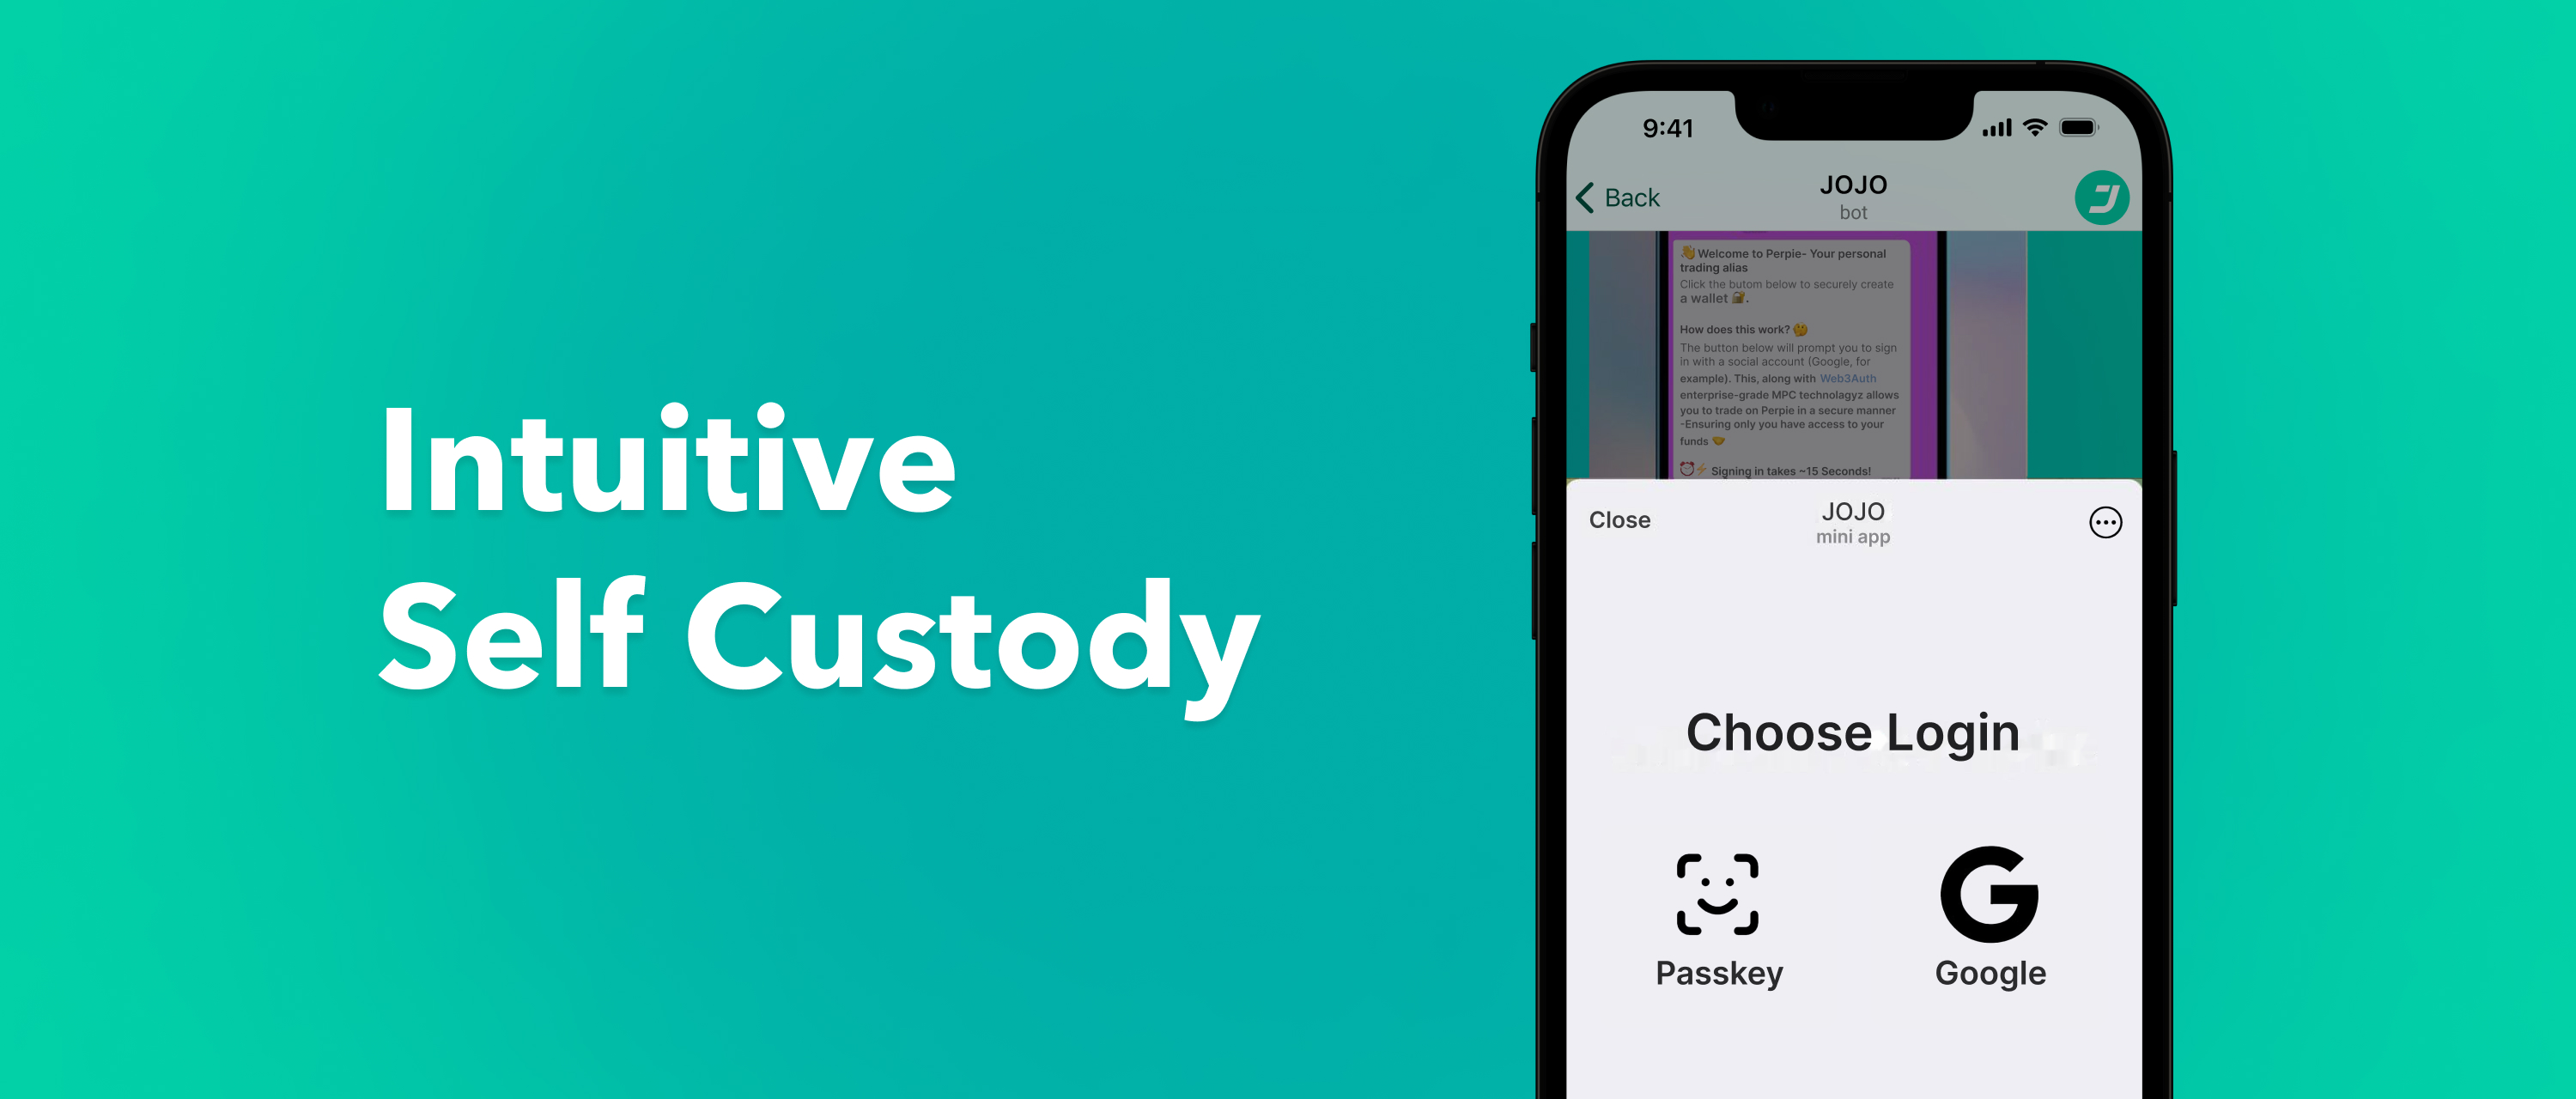 Intuitive
Self Custody
9:41
Back
JOJO
bot
👋 Welcome to Perpie- Your personal
trading alias
Click the butom below to securely create
a wallet 🔐.
How does this work? 🤔
The button below will prompt you to sign
in with a social account (Google, for
example). This, along with Web3Auth
enterprise-grade MPC technolagyz allows
you to trade on Perpie in a secure manner
-Ensuring only you have access to your
funds 🤝
⏰⚡ Signing in takes ~15 Seconds!
Close
JOJO
mini app
Choose Login
Passkey
Google